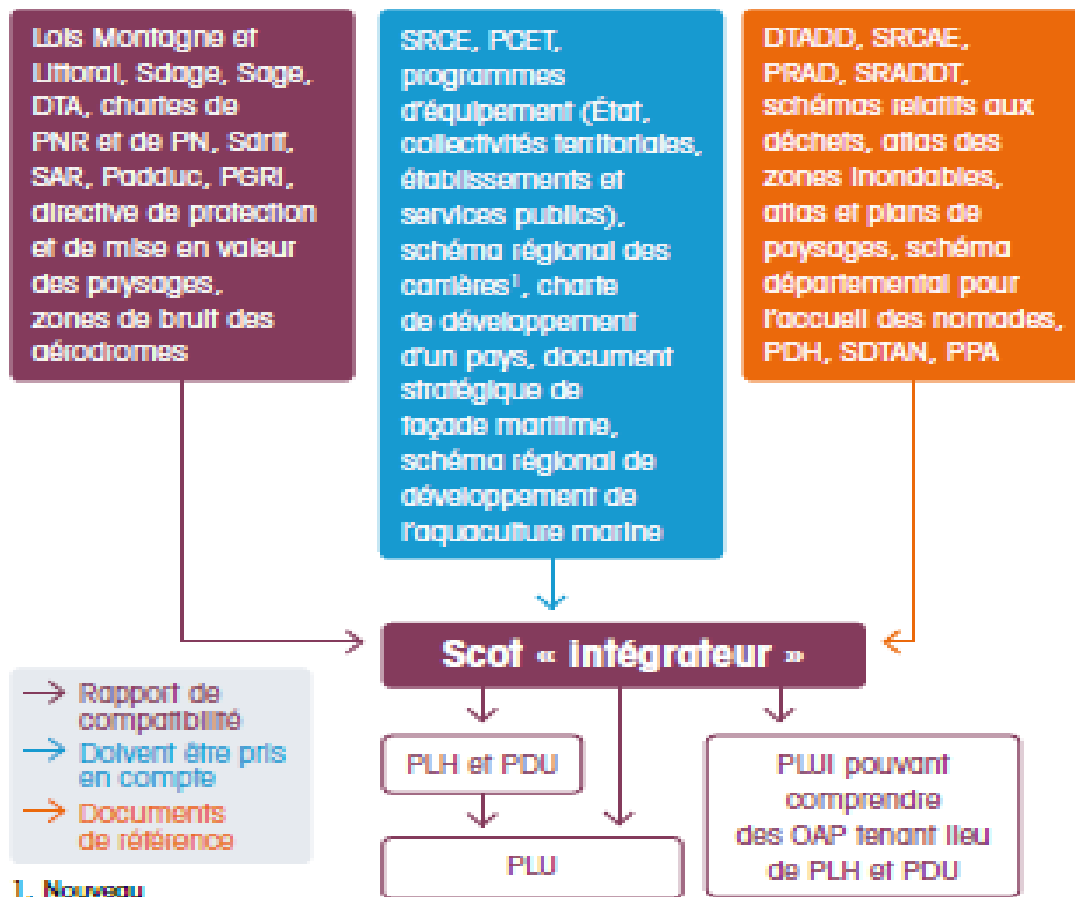 Lois Montagne et
Littoral, Sdage, Sage,
DTA, chartes de
PNR et de PN, Sdrif,
SAR, Padduc, PGRI,
directive de protection
et de mise en valeur
des paysages,
zones de bruit des
aérodromes
SRCE, PCET,
programmes
d'équipement (État,
collectivités territoriales,
établissements et
services publics),
schéma régional des
carrières¹, charte
de développement
d'un pays, document
stratégique de
façade maritime,
schéma régional de
développement de
l'aquaculture marine
DTADD, SRCAE,
PRAD, SRADDT,
schémas relatifs aux
déchets, atlas des
zones inondables,
atlas et plans de
paysages, schéma
départemental pour
l'accueil des nomades,
PDH, SDTAN, PPA
Scot « intégrateur »
Rapport de
compatibilité
Doivent être pris
en compte
Documents
de référence
PLH et PDU
PLU
PLUI pouvant
comprendre
des OAP tenant lieu
de PLH et PDU
1. Nouveau